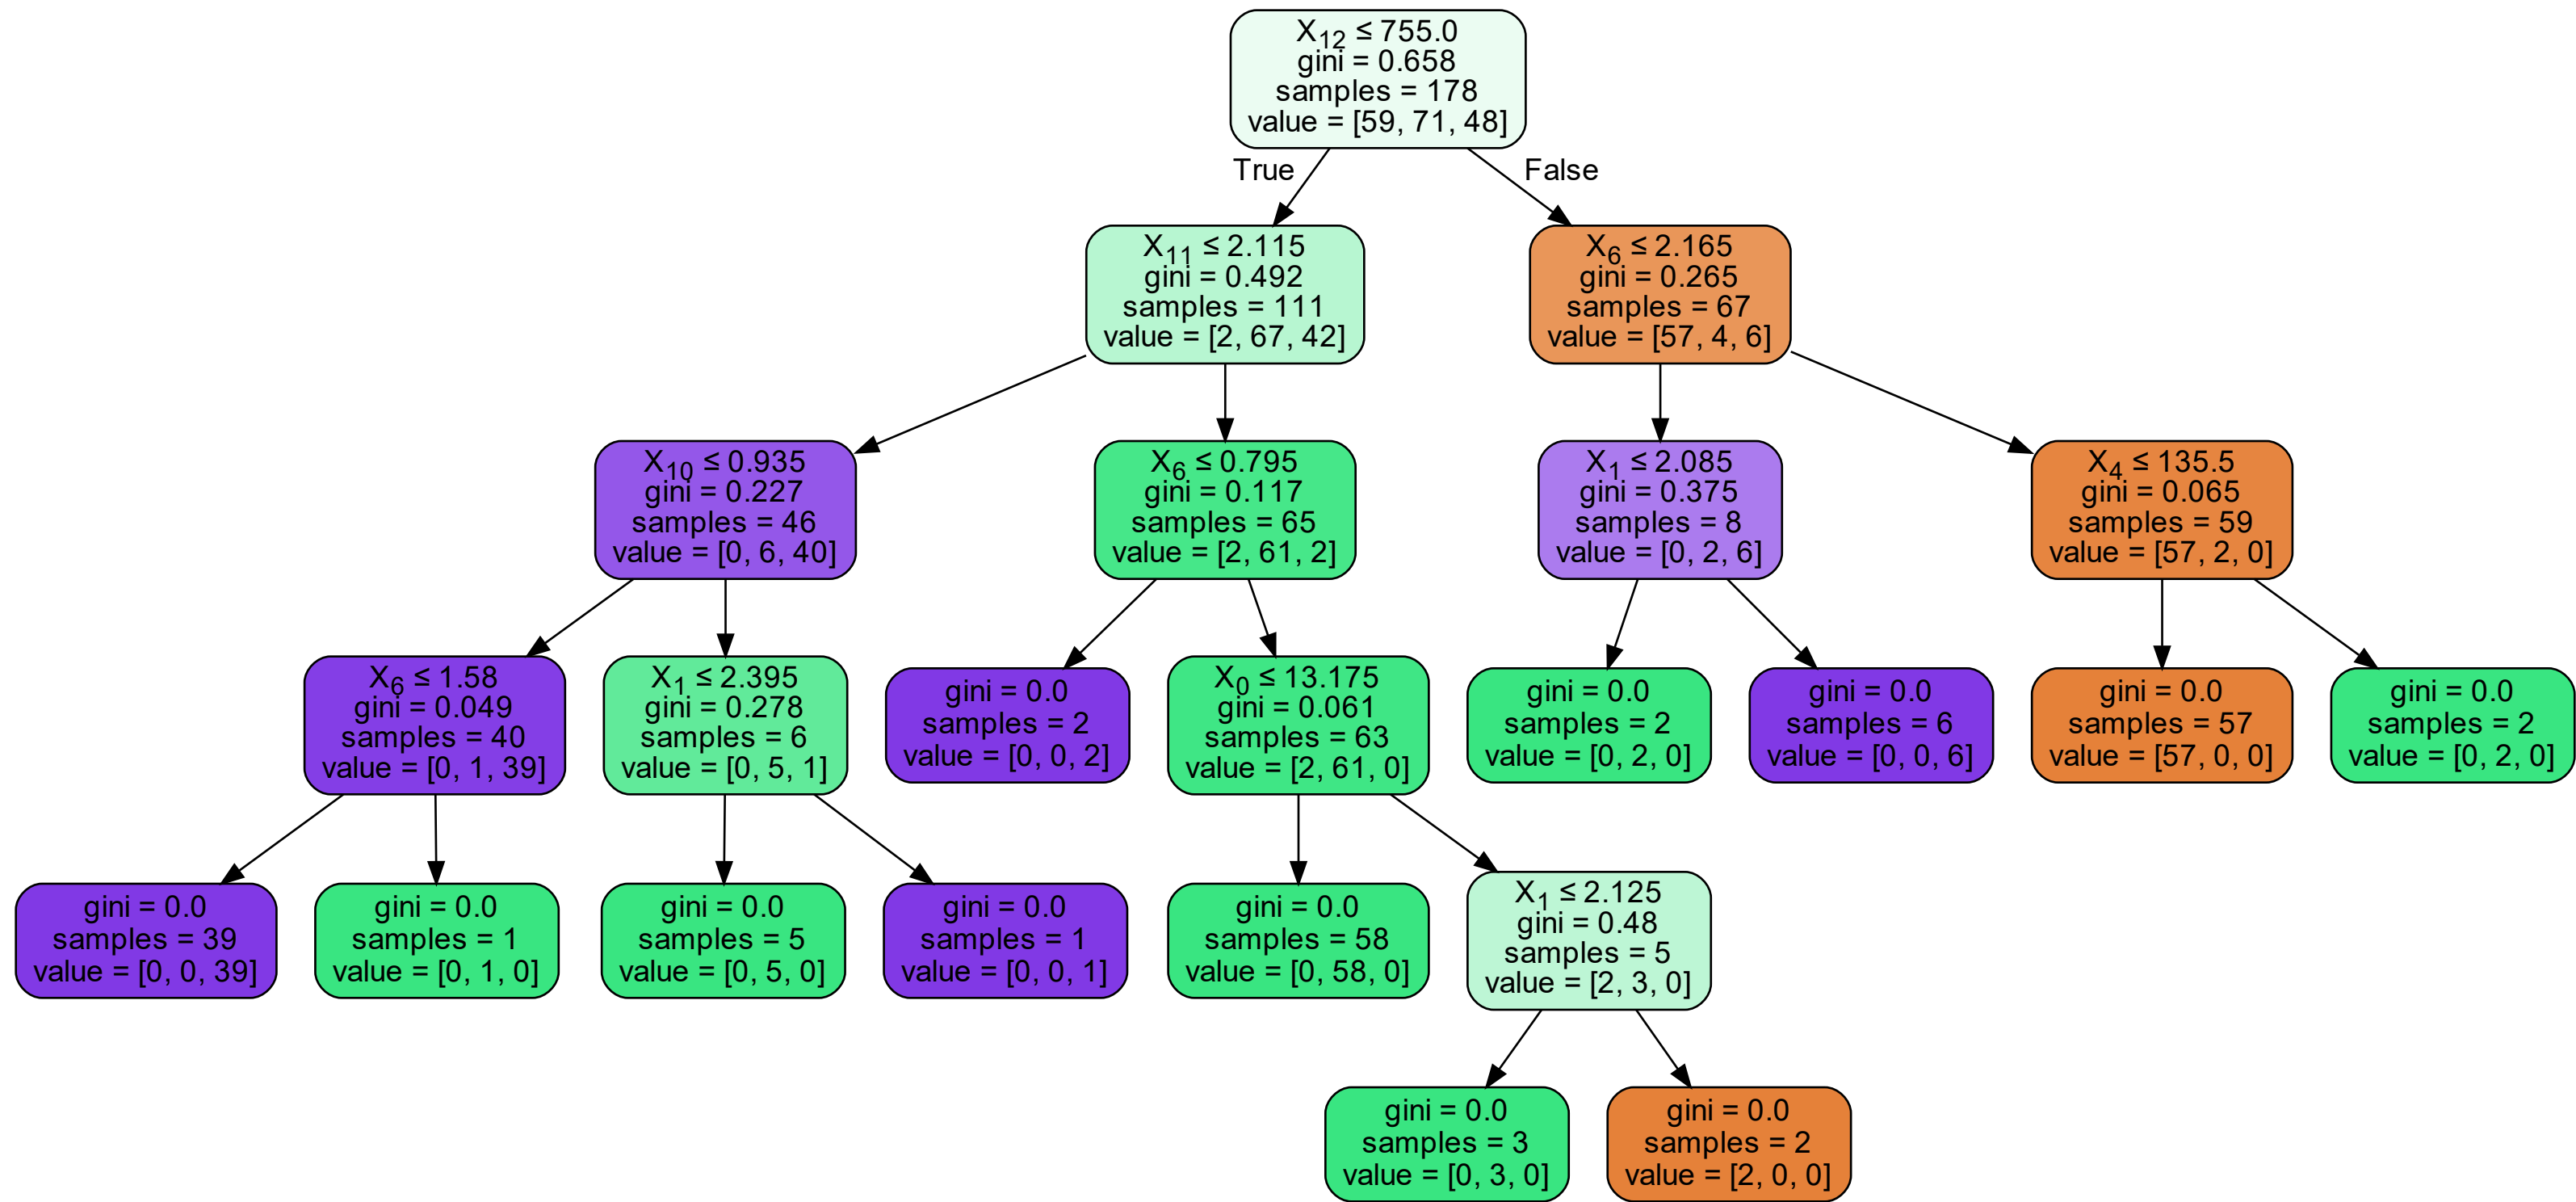 X12 ≤ 755.0
gini = 0.658
samples = 178
value = [59, 71, 48]
True
False
X11 ≤ 2.115
gini = 0.492
samples = 111
value = [2, 67, 42]
X6 ≤ 2.165
gini = 0.265
samples = 67
value = [57, 4, 6]
X10 ≤ 0.935
gini = 0.227
samples = 46
value = [0, 6, 40]
X6 ≤ 0.795
gini = 0.117
samples = 65
value = [2, 61, 2]
X1 ≤ 2.085
gini = 0.375
samples = 8
value = [0, 2, 6]
X4 ≤ 135.5
gini = 0.065
samples = 59
value = [57, 2, 0]
X6 ≤ 1.58
gini = 0.049
samples = 40
value = [0, 1, 39]
X1 ≤ 2.395
gini = 0.278
samples = 6
value = [0, 5, 1]
gini = 0.0
samples = 2
value = [0, 0, 2]
X0 ≤ 13.175
gini = 0.061
samples = 63
value = [2, 61, 0]
gini = 0.0
samples = 2
value = [0, 2, 0]
gini = 0.0
samples = 6
value = [0, 0, 6]
gini = 0.0
samples = 57
value = [57, 0, 0]
gini = 0.0
samples = 2
value = [0, 2, 0]
gini = 0.0
samples = 39
value = [0, 0, 39]
gini = 0.0
samples = 1
value = [0, 1, 0]
gini = 0.0
samples = 5
value = [0, 5, 0]
gini = 0.0
samples = 1
value = [0, 0, 1]
gini = 0.0
samples = 58
value = [0, 58, 0]
X1 ≤ 2.125
gini = 0.48
samples = 5
value = [2, 3, 0]
gini = 0.0
samples = 3
value = [0, 3, 0]
gini = 0.0
samples = 2
value = [2, 0, 0]